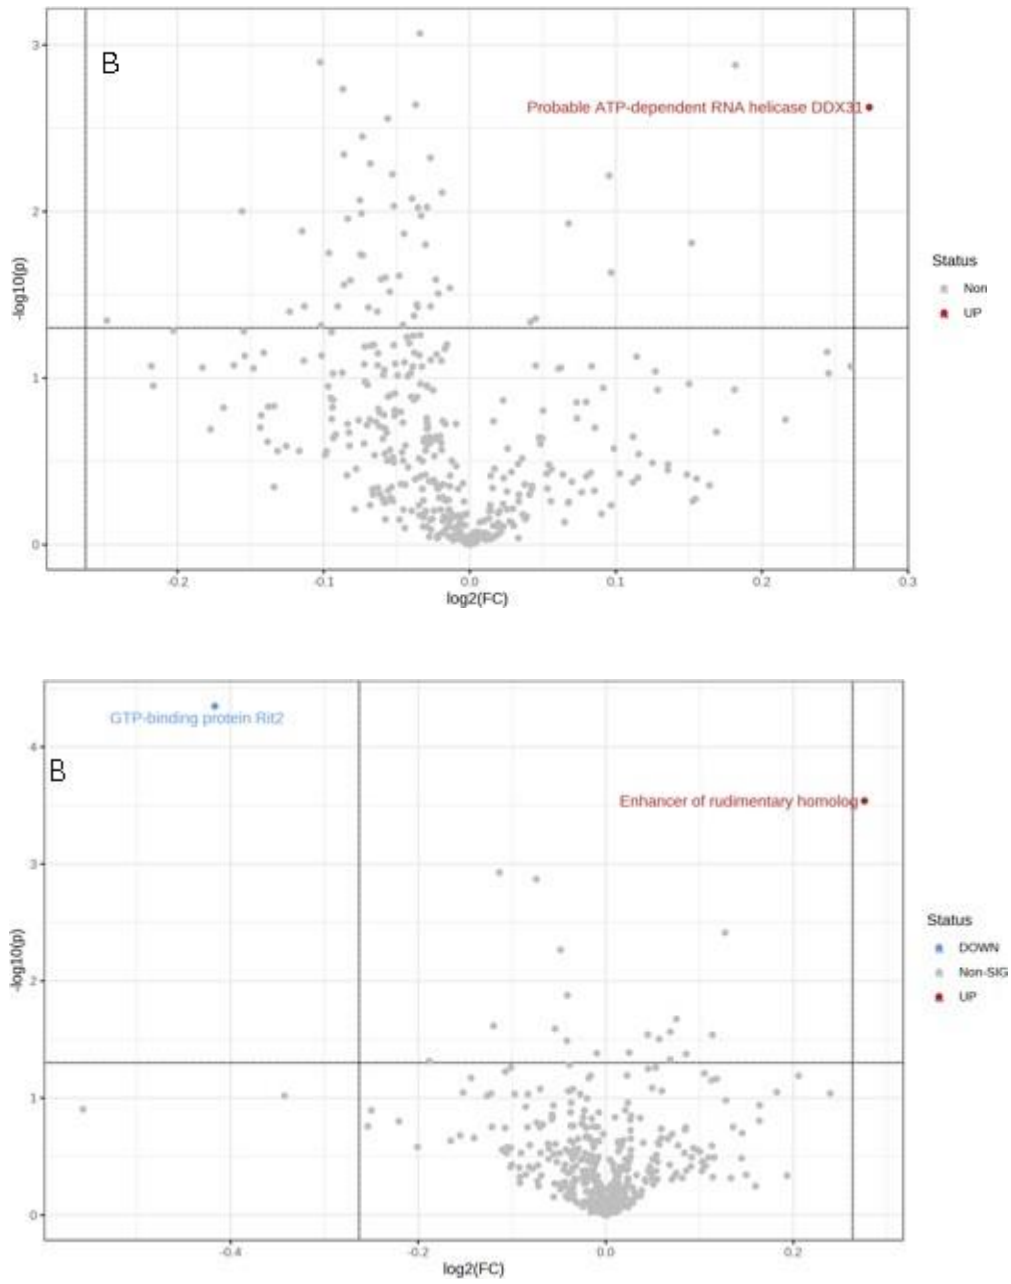 3
B
Probable ATP-dependent RNA helicase DDX31
2
-log10(p)
Status
Non
UP
1
0
-0.2
-0.1
0.0
0.1
0.2
0.3
log2(FC)
GTP-binding protein Rit2
4
B
Enhancer of rudimentary homolog
3
Status
DOWN
-log10(p)
2
Non-SIG
UP
1
0
-0.4
-0.2
0.0
0.2
log2(FC)